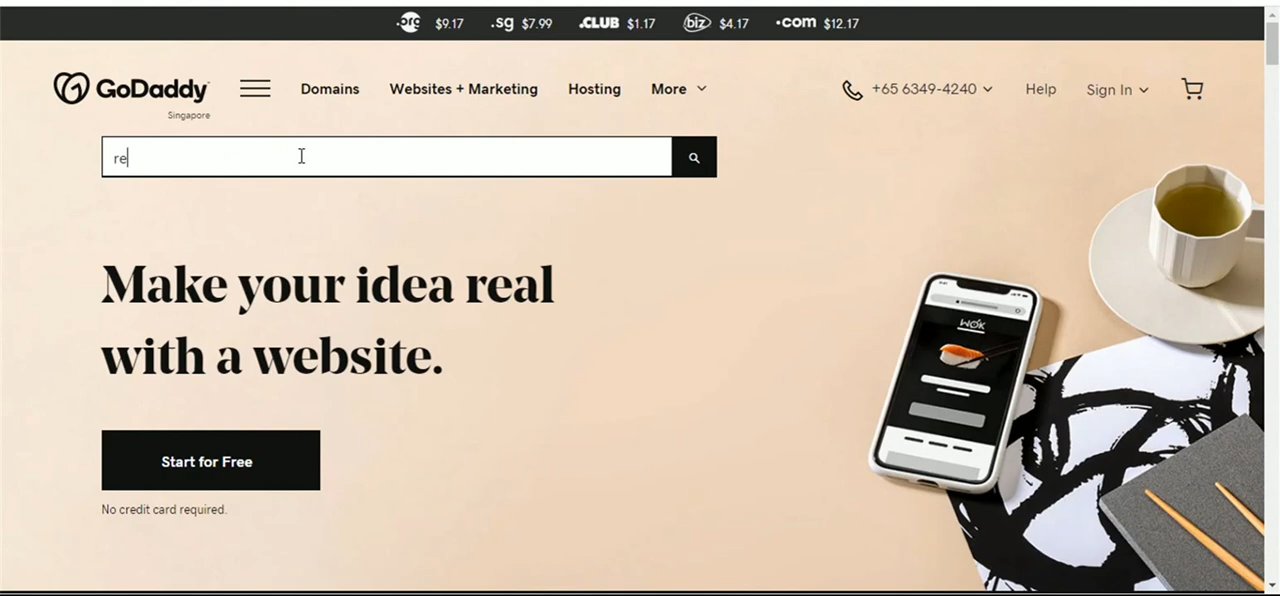 .org $9.17 .sg $7.99 .CLUB $1.17 biz $4.17 .com $12.17
GoDaddy Domains Websites + Marketing Hosting More +65 6349-4240 Help Sign In
Singapore
re
Make your idea real
with a website.
WOK
Start for Free
No credit card required.